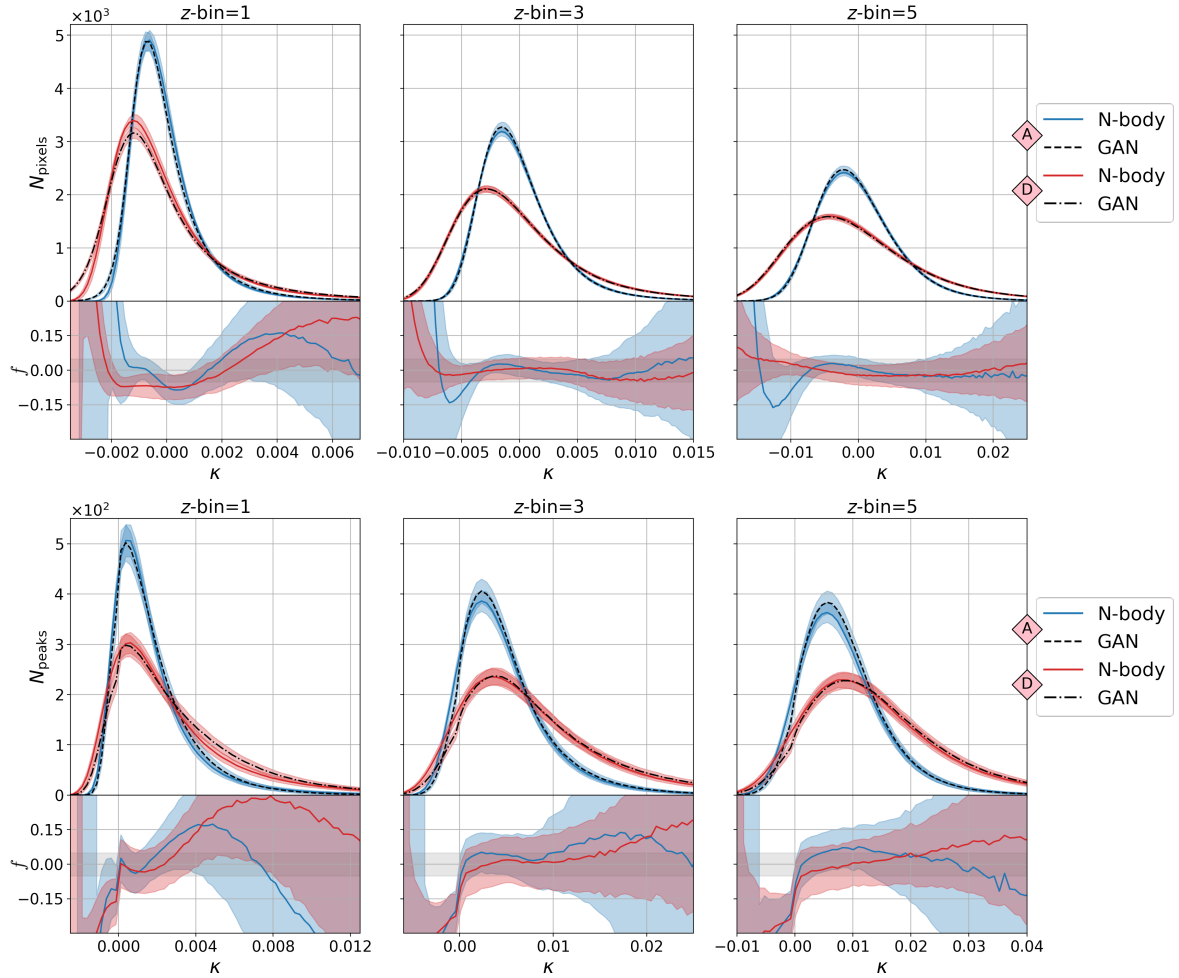 ×10³
z-bin=1
z-bin=3
z-bin=5
5
4
3
2
1
0
N_pixels
A
N-body
GAN
D
N-body
GAN
0.15
−0.00
−0.15
f
−0.002 0.000 0.002 0.004 0.006
−0.010 −0.005 0.000 0.005 0.010 0.015
−0.01 0.00 0.01 0.02
κ
κ
κ
×10²
z-bin=1
z-bin=3
z-bin=5
5
4
3
2
1
0
N_peaks
A
N-body
GAN
D
N-body
GAN
0.15
−0.00
−0.15
f
0.000 0.004 0.008 0.012
0.00 0.01 0.02
−0.01 0.00 0.01 0.02 0.03 0.04
κ
κ
κ